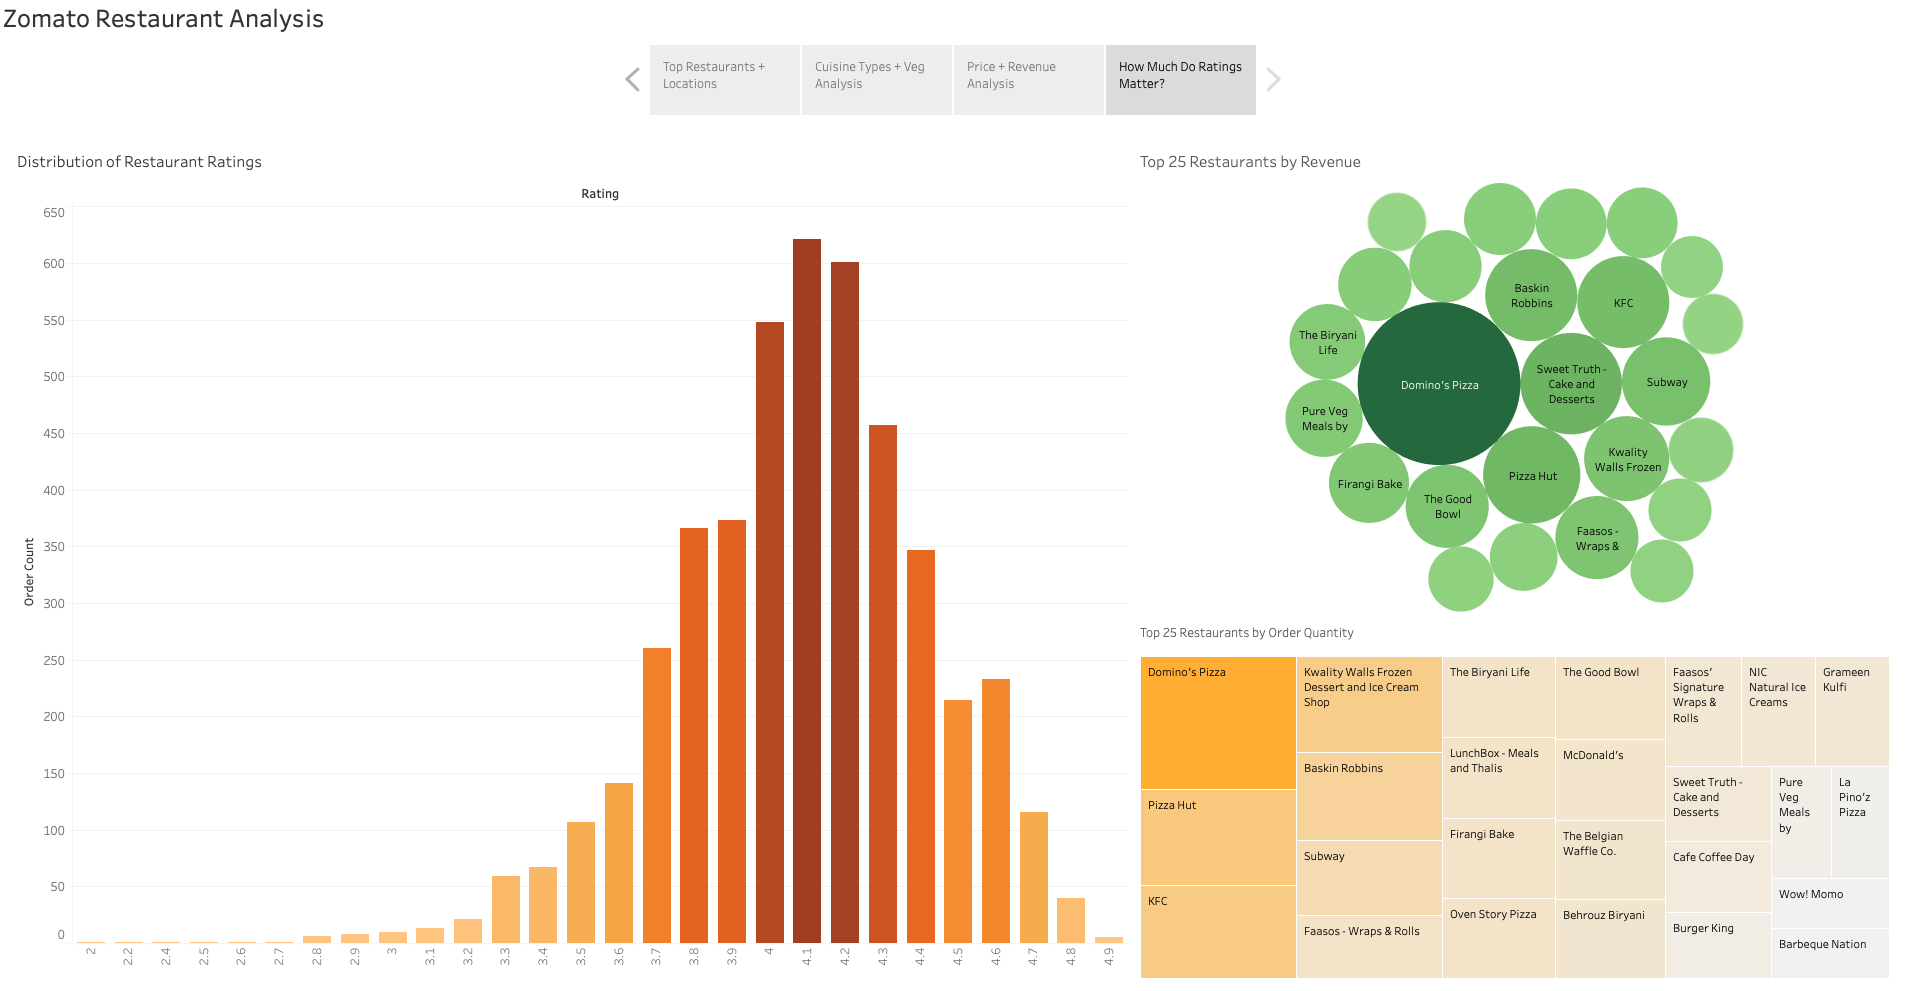 Zomato Restaurant Analysis
Top Restaurants +
Locations
Cuisine Types + Veg
Analysis
Price + Revenue
Analysis
How Much Do Ratings
Matter?
Distribution of Restaurant Ratings
Rating
650
600
550
500
450
400
350
300
250
200
150
100
50
0
Order Count
2
2.2
2.4
2.5
2.6
2.7
2.8
2.9
3
3.1
3.2
3.3
3.4
3.5
3.6
3.7
3.8
3.9
4
4.1
4.2
4.3
4.4
4.5
4.6
4.7
4.8
4.9
Top 25 Restaurants by Revenue
Baskin
Robbins
KFC
The Biryani
Life
Domino's Pizza
Sweet Truth -
Cake and
Desserts
Subway
Pure Veg
Meals by
Kwality
Walls Frozen
Firangi Bake
Pizza Hut
The Good
Bowl
Faasos -
Wraps &
Top 25 Restaurants by Order Quantity
Domino's Pizza
Pizza Hut
KFC
Kwality Walls Frozen
Dessert and Ice Cream
Shop
Baskin Robbins
Subway
Faasos - Wraps & Rolls
The Biryani Life
LunchBox - Meals
and Thalis
Firangi Bake
Oven Story Pizza
The Good Bowl
McDonald's
The Belgian
Waffle Co.
Behrouz Biryani
Faasos'
Signature
Wraps &
Rolls
NIC
Natural Ice
Creams
Grameen
Kulfi
Sweet Truth -
Cake and
Desserts
Cafe Coffee Day
Burger King
Pure
Veg
Meals
by
La
Pino'z
Pizza
Wow! Momo
Barbeque Nation